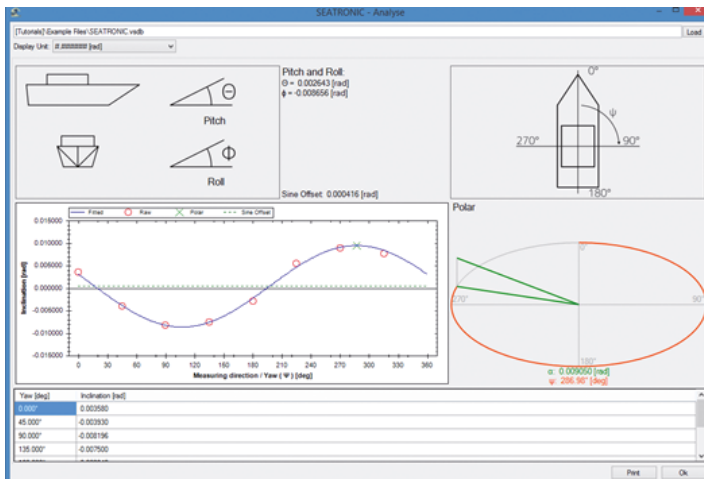 SEATRONIC - Analyse
[Tutorials]\Example Files\SEATRONIC.vsdb Load
Display Unit: #.####### [rad]
Pitch and Roll:
Θ = 0.002643 [rad]
ϕ = -0.008656 [rad]
Θ
Pitch
Φ
Roll
Sine Offset: 0.000416 [rad]
0°
ψ
270° 90°
180°
Fitted Raw Polar Sine Offset
Inclination [rad]
0.015000
0.010000
0.005000
0.000000
-0.005000
-0.010000
-0.015000
0 30 60 90 120 150 180 210 240 270 300 330 360
Measuring direction / Yaw ( Ψ ) [deg]
Polar
0°
270° 90°
180°
α: 0.009050 [rad]
ψ: 286.98° [deg]
Yaw [deg] Inclination [rad]
0.000° 0.003580
45.000° -0.003930
90.000° -0.008196
135.000° -0.007500
Print Ok